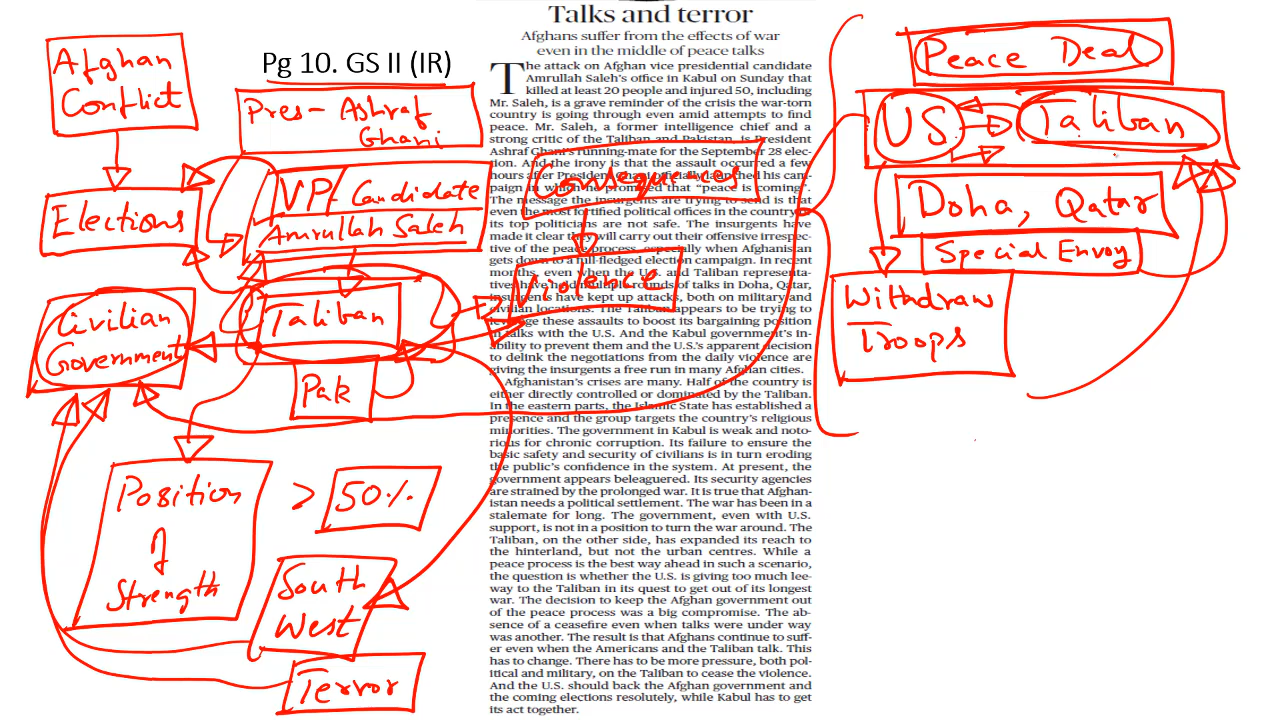 Afghan
Conflict
Elections
Civilian
Government
Pg 10. GS II (IR)
Pres- Ashraf
Ghani
VP Candidate
Amrullah Saleh
Taliban
Pak
Position
of
Strength
> 50%
South
West
Terror
Talks and terror
Afghans suffer from the effects of war
even in the middle of peace talks
The attack on Afghan vice presidential candidate
Amrullah Saleh's office in Kabul on Sunday that
killed at least 20 people and injured 50, including
Mr. Saleh, is a grave reminder of the crisis the war-torn
country is going through even amid attempts to find
peace. Mr. Saleh, a former intelligence chief and a
strong critic of the Taliban and Pakistan, is President
Ashraf Ghani's running-mate for the September 28 elec-
tion. And the irony is that the assault occurred a few
hours after President Ghani officially launched his cam-
paign in which he promised that "peace is coming".
The message the insurgents are trying to send is that
even the most fortified political offices in the country or
its top politicians are not safe. The insurgents have
made it clear they will carry out their offensive irrespec-
tive of the peace process, especially when Afghanistan
gets down to a full-fledged election campaign. In recent
months, even when the U.S. and Taliban representa-
tives have held multiple rounds of talks in Doha, Qatar,
insurgents have kept up attacks, both on military and
civilian locations. The Taliban appears to be trying to
leverage these assaults to boost its bargaining position
in talks with the U.S. And the Kabul government's in-
ability to prevent them and the U.S.'s apparent decision
to delink the negotiations from the daily violence are
giving the insurgents a free run in many Afghan cities.
Afghanistan's crises are many. Half of the country is
either directly controlled or dominated by the Taliban.
In the eastern parts, the Islamic State has established a
presence and the group targets the country's religious
minorities. The government in Kabul is weak and noto-
rious for chronic corruption. Its failure to ensure the
basic safety and security of civilians is in turn eroding
the public's confidence in the system. At present, the
government appears beleaguered. Its security agencies
are strained by the prolonged war. It is true that Afghan-
istan needs a political settlement. The war has been in a
stalemate for long. The government, even with U.S.
support, is not in a position to turn the war around. The
Taliban, on the other side, has expanded its reach to
the hinterland, but not the urban centres. While a
peace process is the best way ahead in such a scenario,
the question is whether the U.S. is giving too much lee-
way to the Taliban in its quest to get out of its longest
war. The decision to keep the Afghan government out
of the peace process was a big compromise. The ab-
sence of a ceasefire even when talks were under way
was another. The result is that Afghans continue to suff-
er even when the Americans and the Taliban talk. This
has to change. There has to be more pressure, both pol-
itical and military, on the Taliban to cease the violence.
And the U.S. should back the Afghan government and
the coming elections resolutely, while Kabul has to get
its act together.
Consequences
Violence
Peace Deal
US Taliban
Doha, Qatar
Special Envoy
Withdraw
Troops